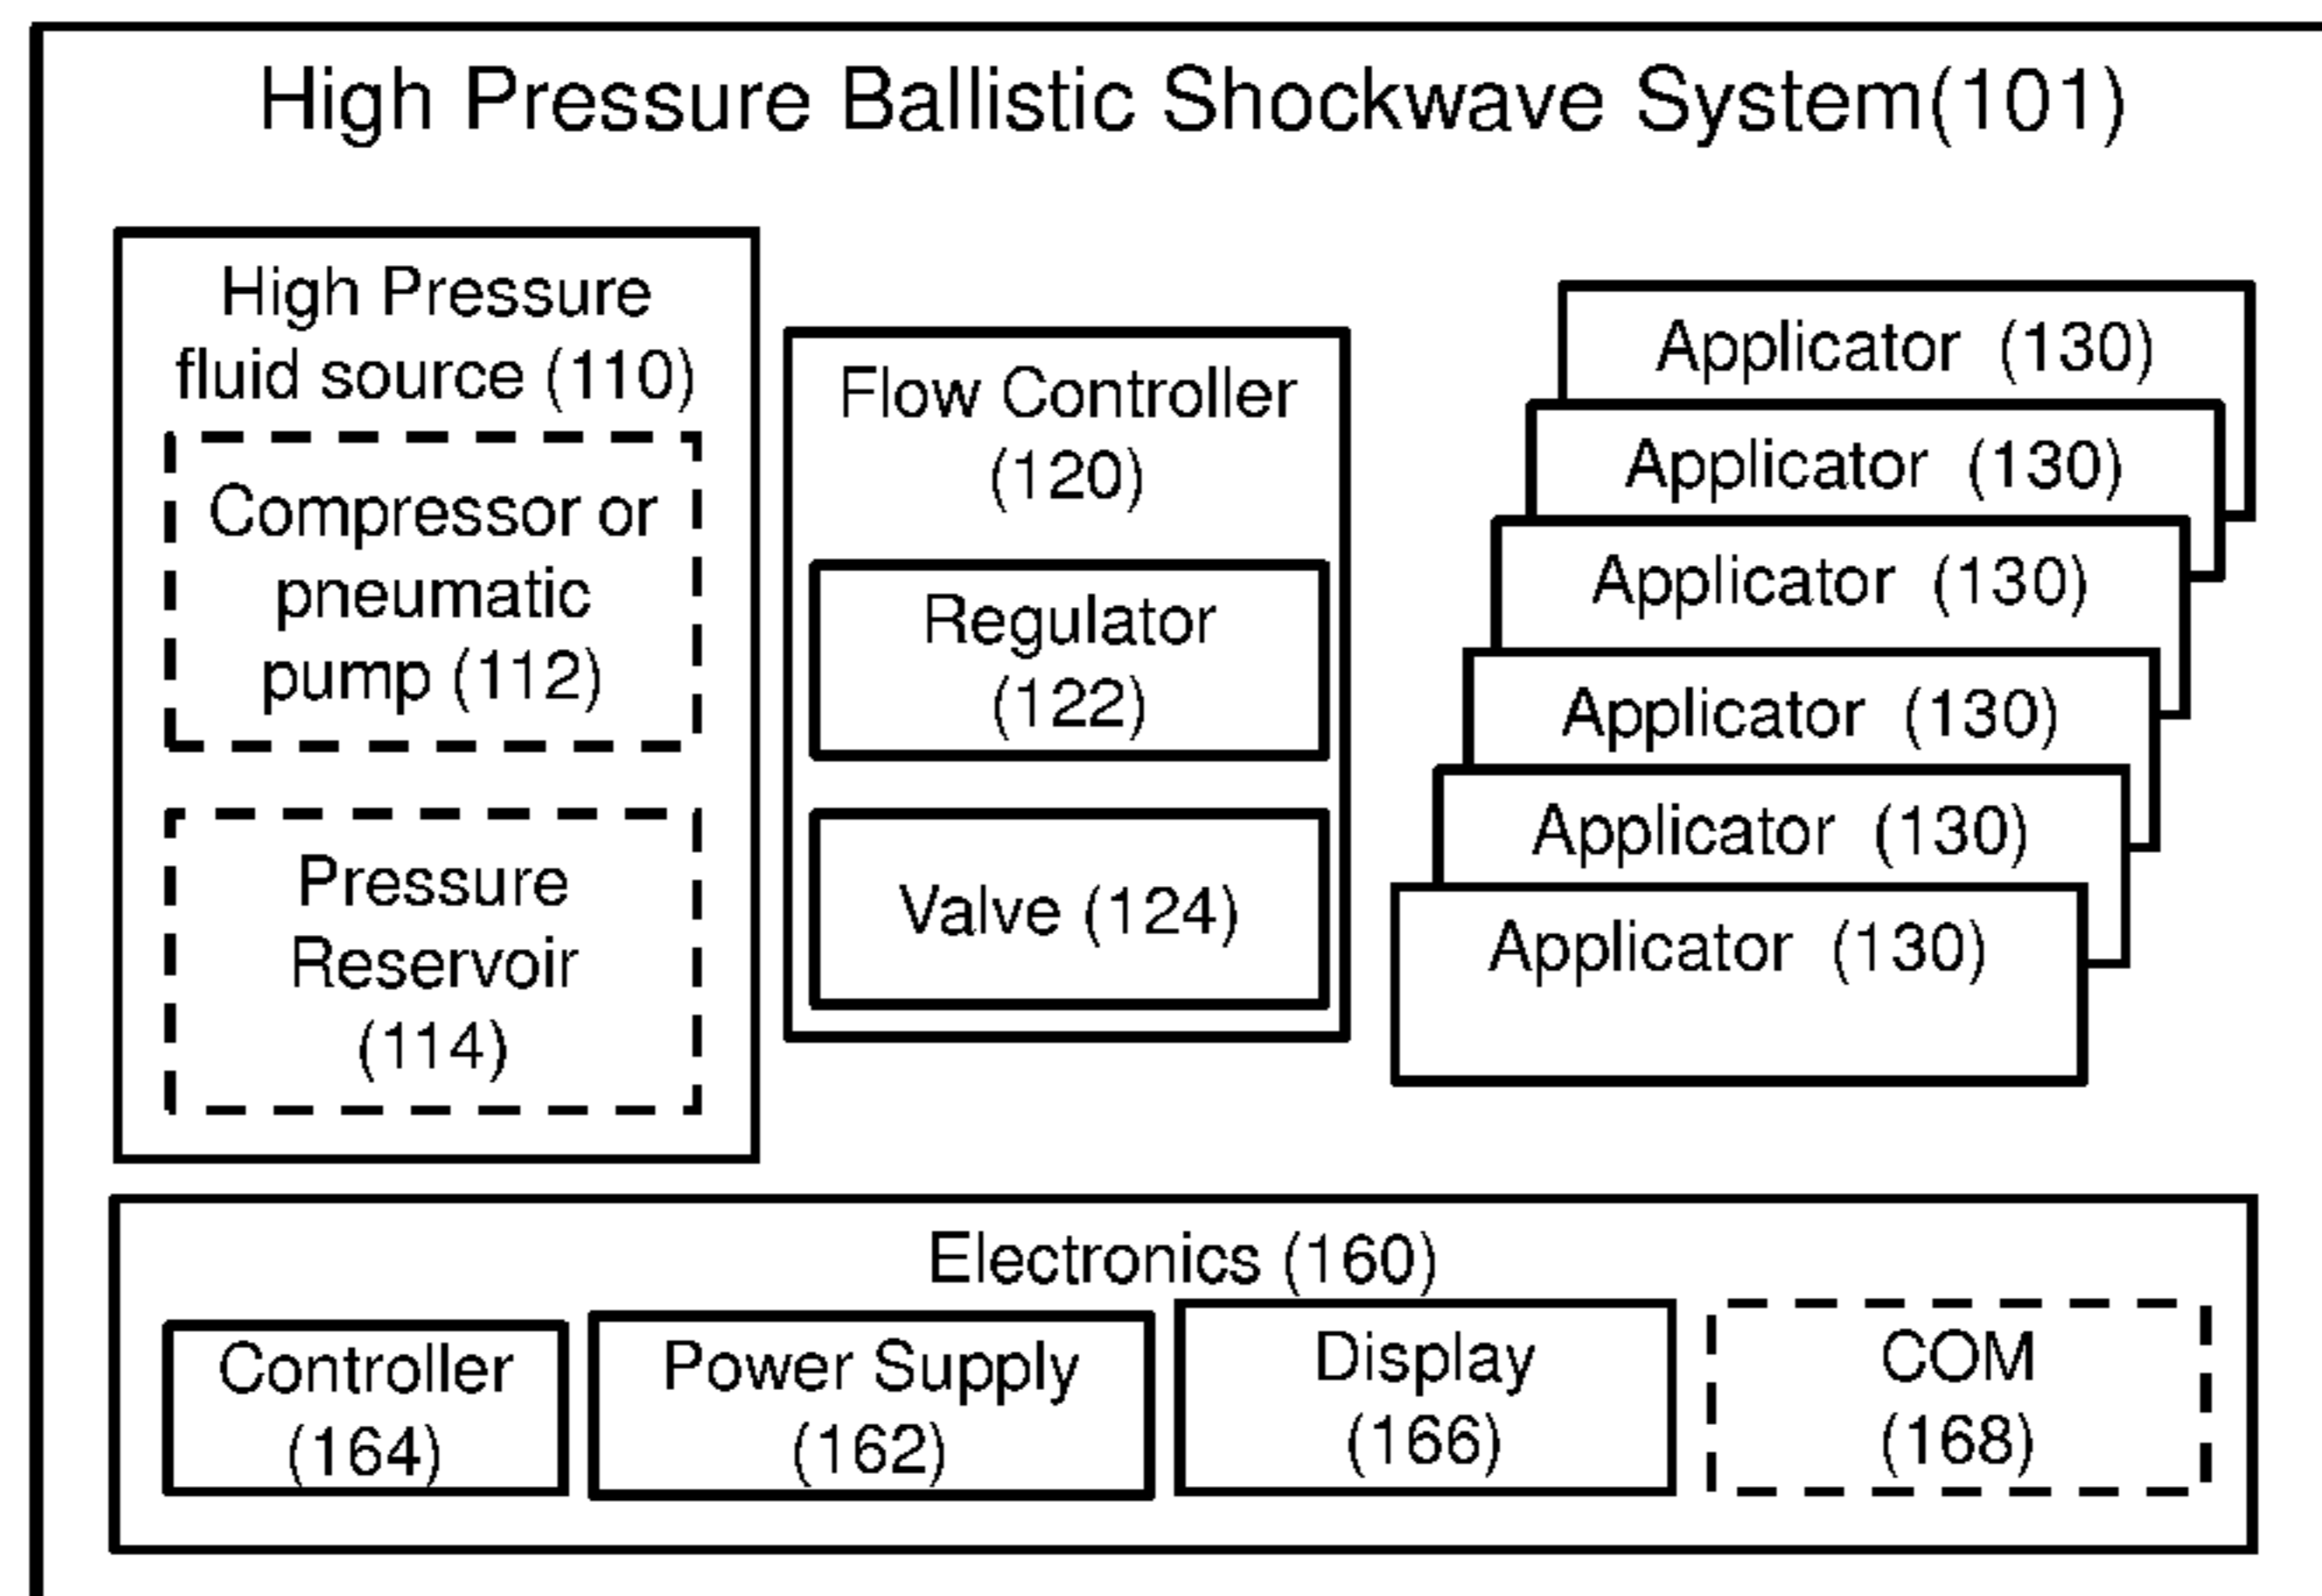 High Pressure Ballistic Shockwave System(101)
High Pressure
fluid source (110)
Compressor or
pneumatic
pump (112)
Pressure
Reservoir
(114)
Flow Controller
(120)
Regulator
(122)
Valve (124)
Applicator (130)
Applicator (130)
Applicator (130)
Applicator (130)
Applicator (130)
Applicator (130)
Electronics (160)
Controller
(164)
Power Supply
(162)
Display
(166)
COM
(168)